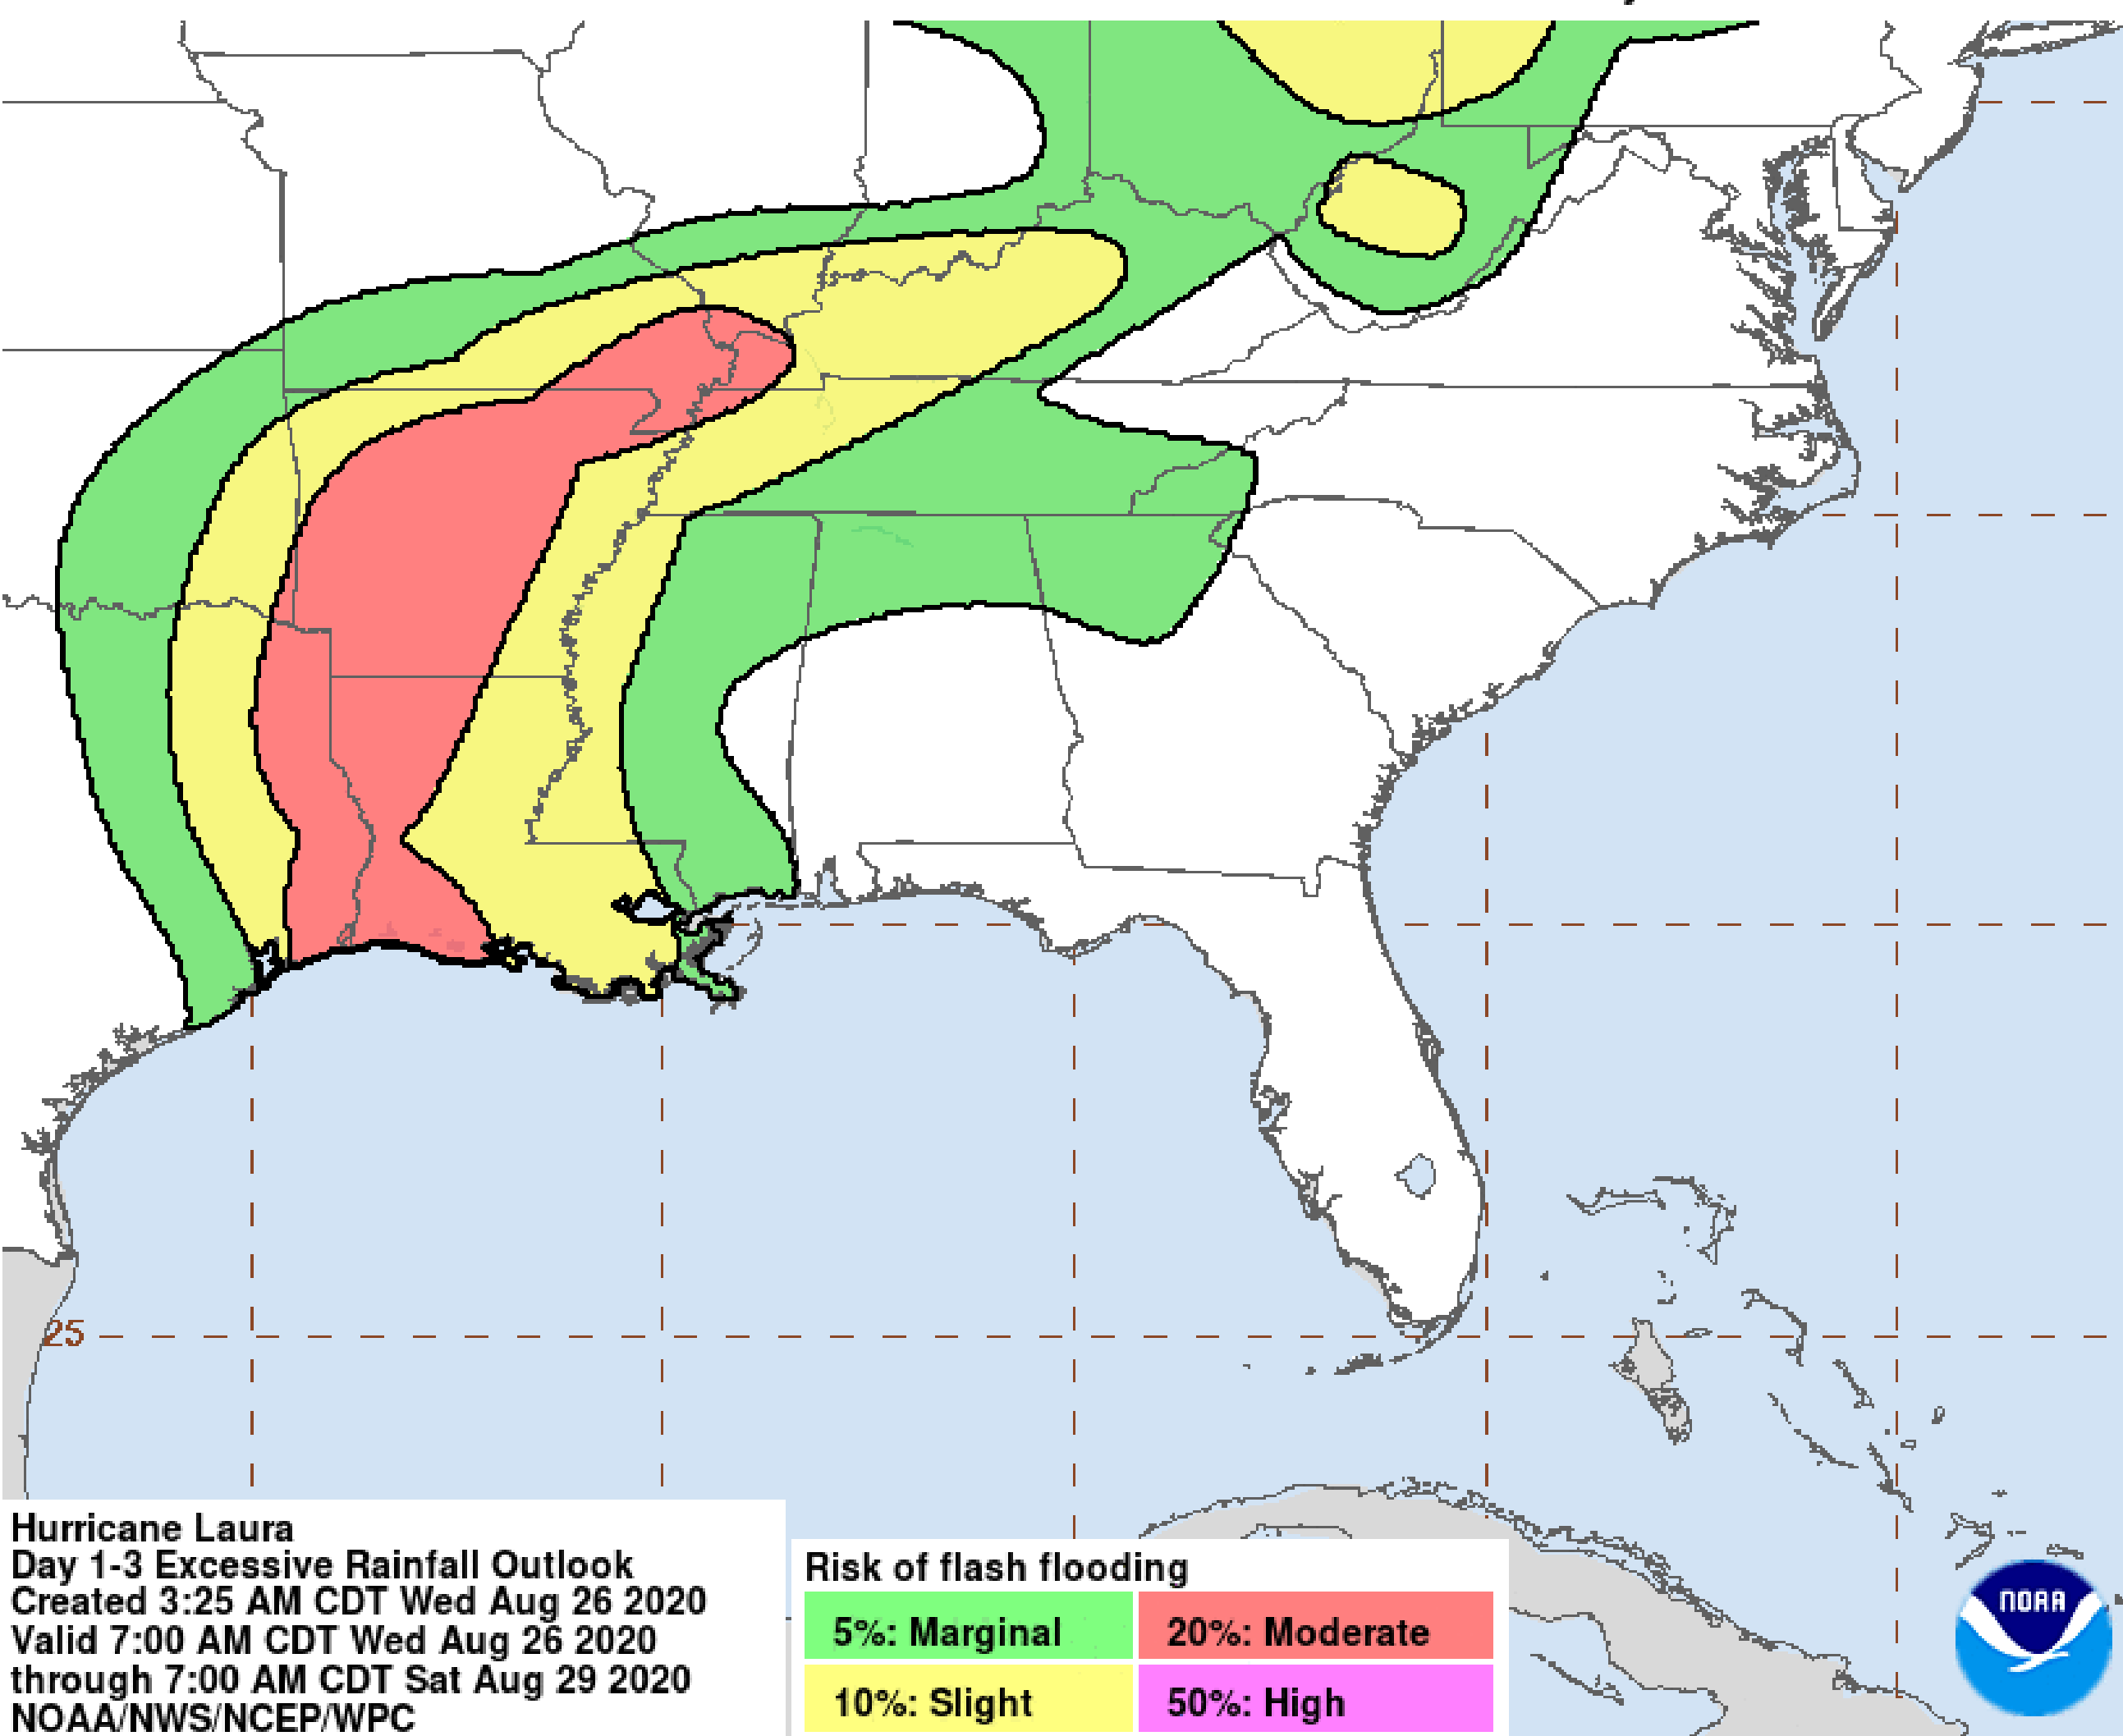 25
Hurricane Laura
Day 1-3 Excessive Rainfall Outlook
Created 3:25 AM CDT Wed Aug 26 2020
Valid 7:00 AM CDT Wed Aug 26 2020
through 7:00 AM CDT Sat Aug 29 2020
NOAA/NWS/NCEP/WPC
Risk of flash flooding
5%: Marginal
20%: Moderate
10%: Slight
50%: High
NOAA